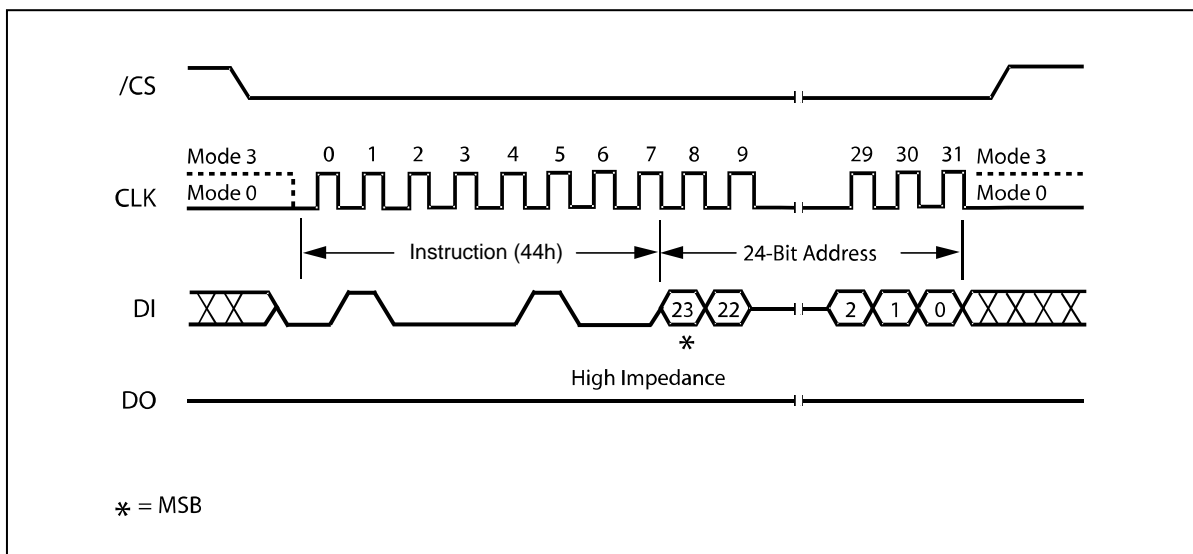 /CS
Mode 3 0 1 2 3 4 5 6 7 8 9 29 30 31 Mode 3
CLK Mode 0 Mode 0
Instruction (44h) 24-Bit Address
DI 23 22 2 1 0
*
High Impedance
DO
* = MSB